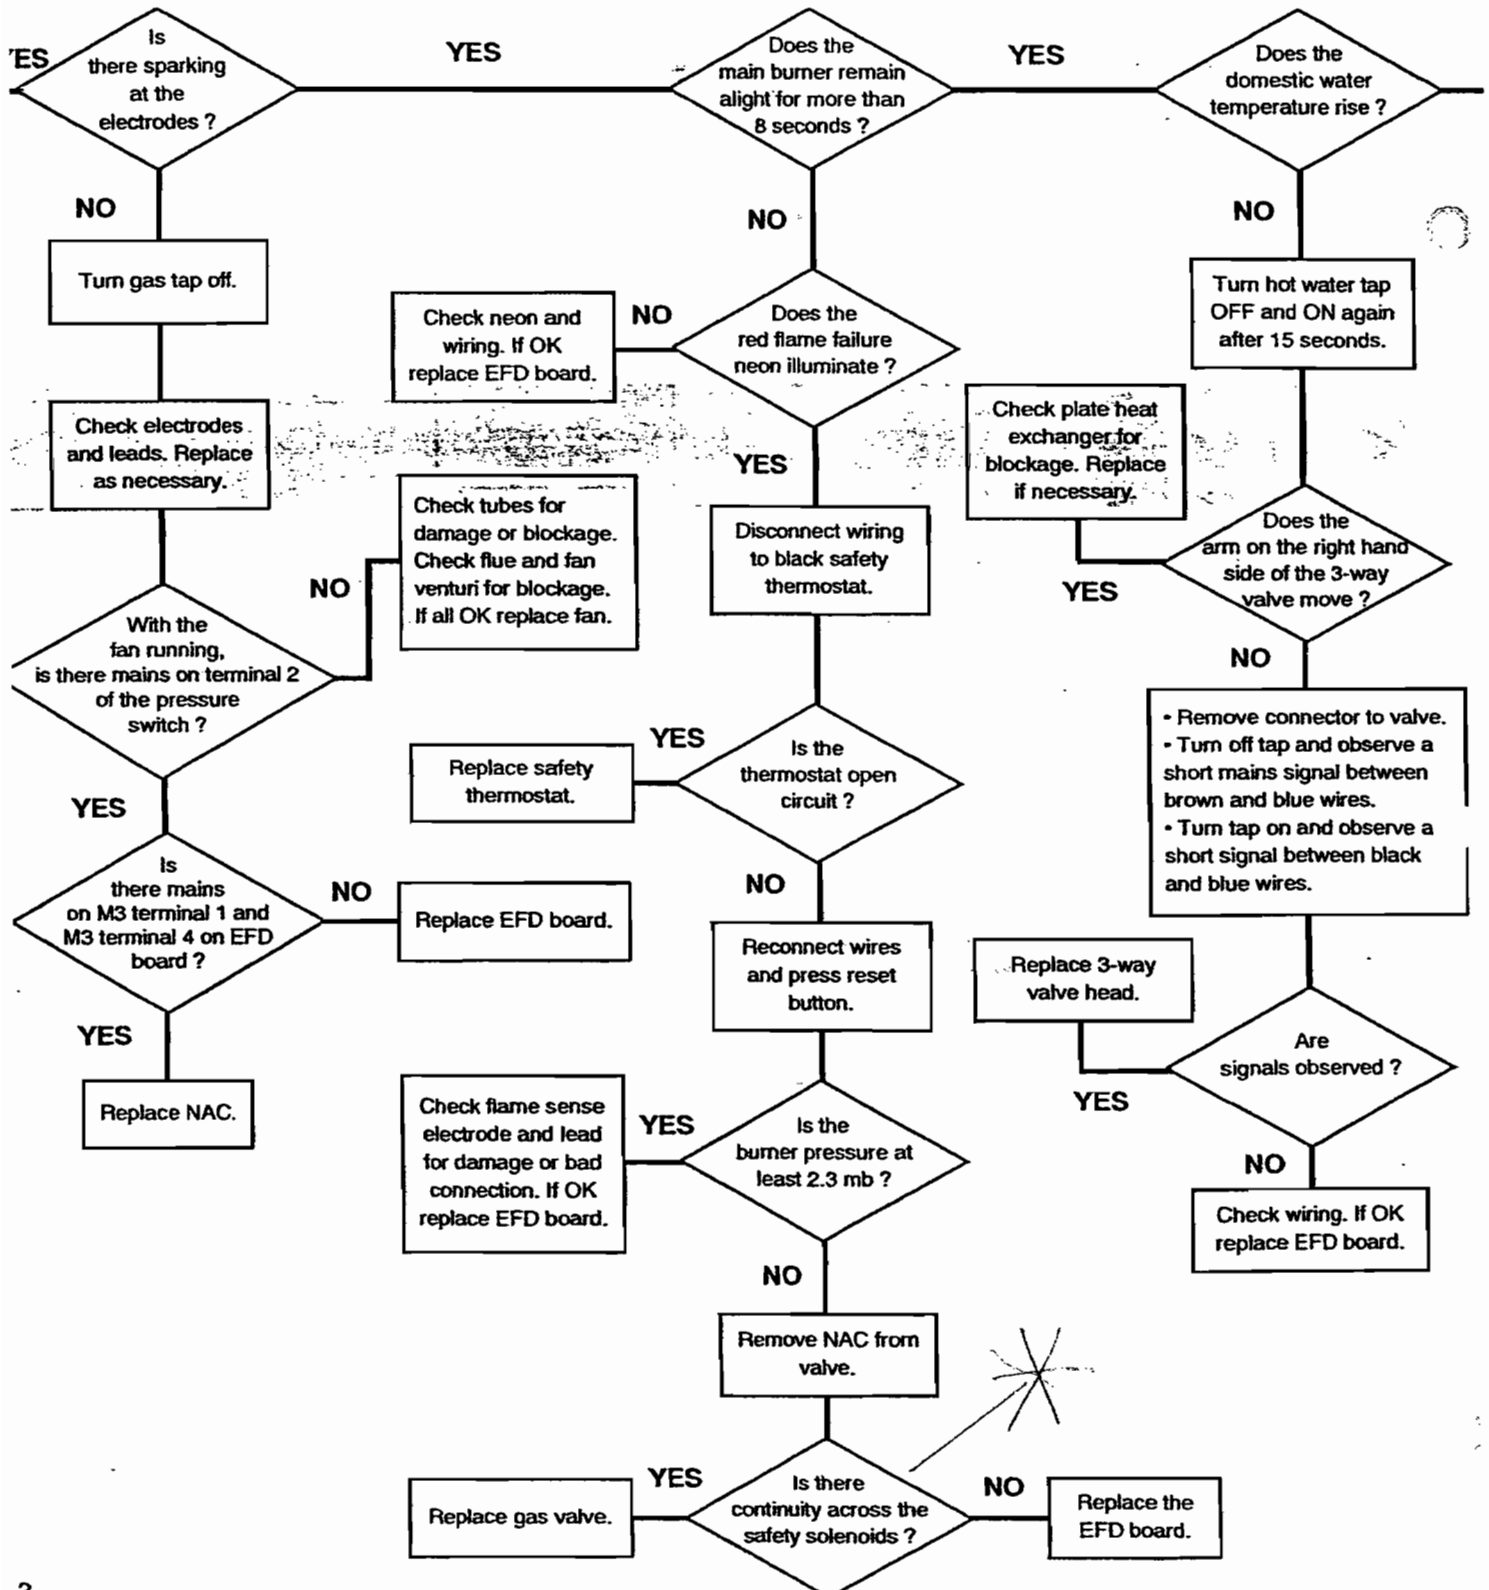 YES
Is
there sparking
at the
electrodes ?
YES
Does the
main burner remain
alight for more than
8 seconds ?
YES
Does the
domestic water
temperature rise ?
NO
Turn gas tap off.
Check electrodes
and leads. Replace
as necessary.
With the
fan running,
is there mains on terminal 2
of the pressure
switch ?
NO
Check tubes for
damage or blockage.
Check flue and fan
venturi for blockage.
If all OK replace fan.
YES
Is
there mains
on M3 terminal 1 and
M3 terminal 4 on EFD
board ?
NO
Replace EFD board.
YES
Replace NAC.
NO
Does the
red flame failure
neon illuminate ?
NO
Check neon and
wiring. If OK
replace EFD board.
YES
Disconnect wiring
to black safety
thermostat.
Is the
thermostat open
circuit ?
YES
Replace safety
thermostat.
NO
Reconnect wires
and press reset
button.
Is the
burner pressure at
least 2.3 mb ?
YES
Check flame sense
electrode and lead
for damage or bad
connection. If OK
replace EFD board.
NO
Remove NAC from
valve.
Is there
continuity across the
safety solenoids ?
YES
Replace gas valve.
NO
Replace the
EFD board.
NO
Turn hot water tap
OFF and ON again
after 15 seconds.
Does the
arm on the right hand
side of the 3-way
valve move ?
YES
Check plate heat
exchanger for
blockage. Replace
if necessary.
NO
- Remove connector to valve.
- Turn off tap and observe a
short mains signal between
brown and blue wires.
- Turn tap on and observe a
short signal between black
and blue wires.
Are
signals observed ?
YES
Replace 3-way
valve head.
NO
Check wiring. If OK
replace EFD board.